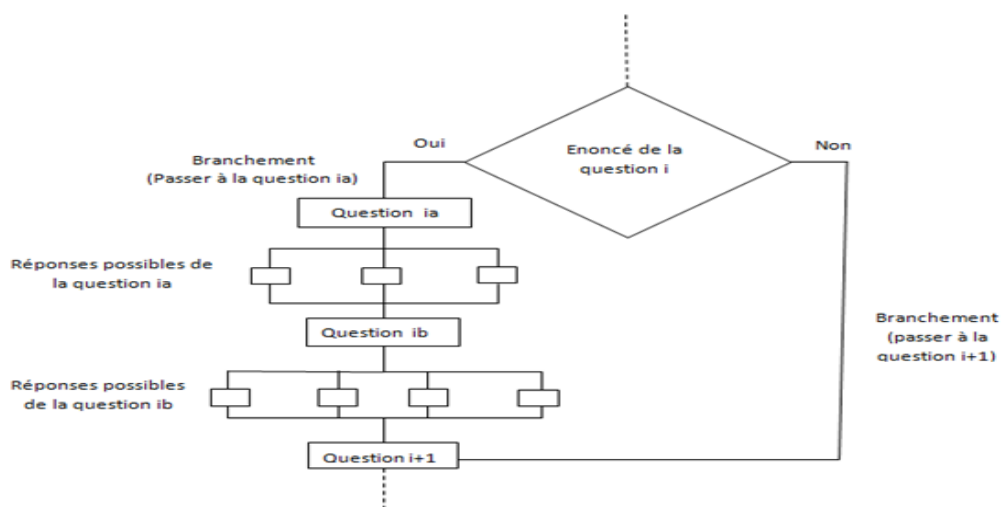 Oui
Enoncé de la
question i
Non
Branchement
(Passer à la question ia)
Question ia
Réponses possibles de
la question ia
Question ib
Branchement
(passer à la
question i+1)
Réponses possibles
de la question ib
Question i+1